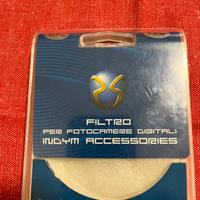 FILTRO
PER FOTOCAMERE DIGITALI
INDYM ACCESSORIES